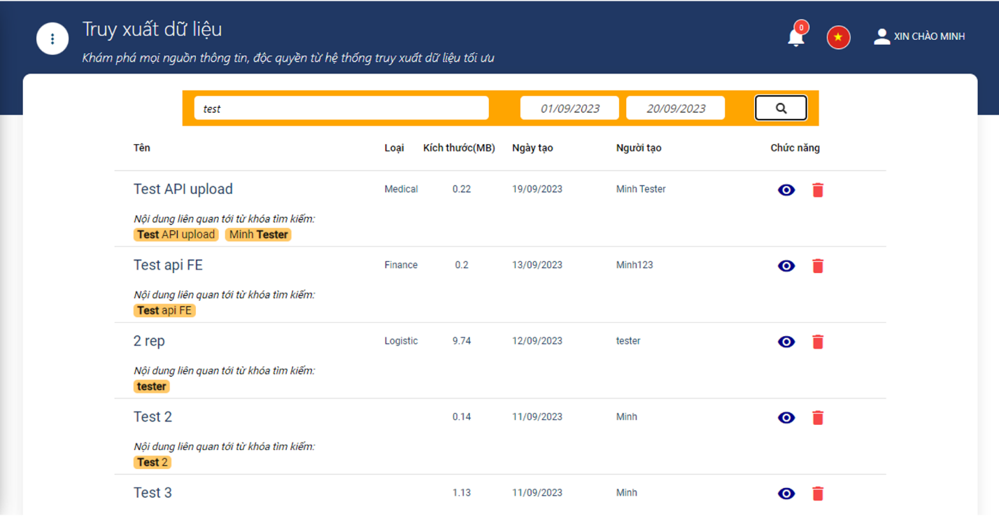 Truy xuất dữ liệu
Khám phá mọi nguồn thông tin, độc quyền từ hệ thống truy xuất dữ liệu tối ưu
0
XIN CHÀO MINH
test 01/09/2023 20/09/2023
Tên Loại Kích thước(MB) Ngày tạo Người tạo Chức năng
Test API upload Medical 0.22 19/09/2023 Minh Tester
Nội dung liên quan tới từ khóa tìm kiếm:
Test API upload Minh Tester
Test api FE Finance 0.2 13/09/2023 Minh123
Nội dung liên quan tới từ khóa tìm kiếm:
Test api FE
2 rep Logistic 9.74 12/09/2023 tester
Nội dung liên quan tới từ khóa tìm kiếm:
tester
Test 2 0.14 11/09/2023 Minh
Nội dung liên quan tới từ khóa tìm kiếm:
Test 2
Test 3 1.13 11/09/2023 Minh